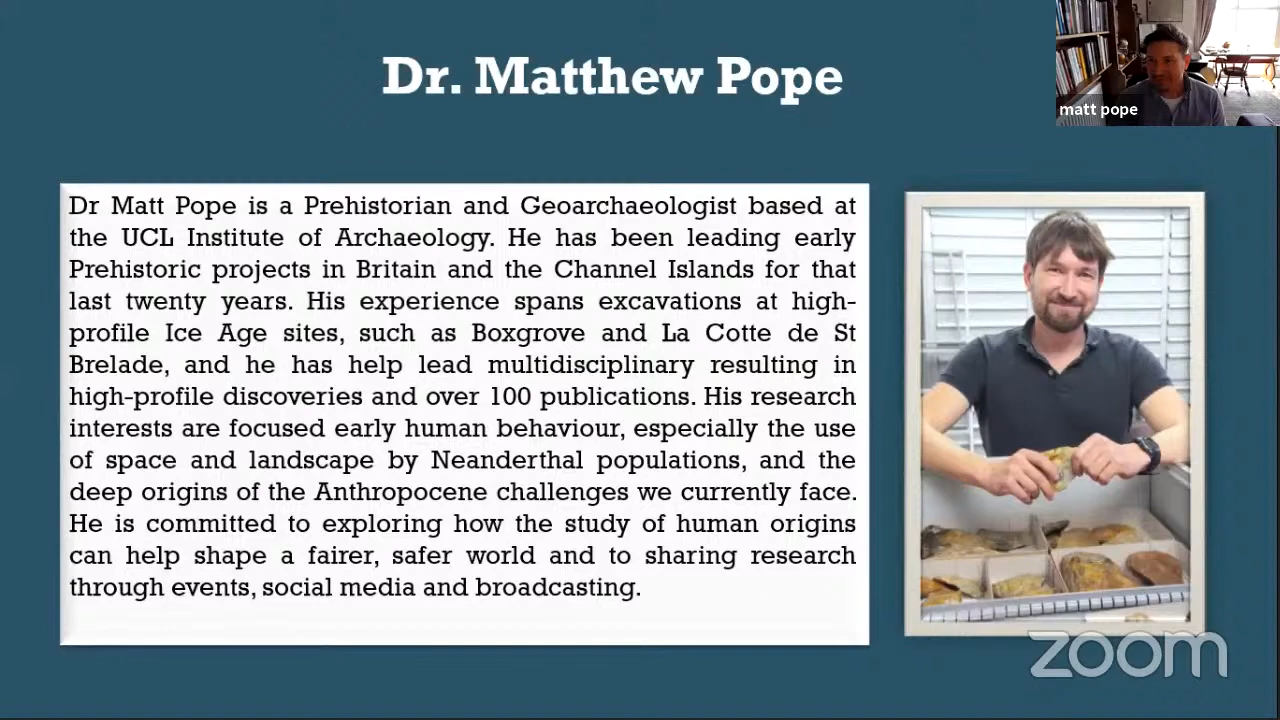 Dr. Matthew Pope
matt pope
Dr Matt Pope is a Prehistorian and Geoarchaeologist based at
the UCL Institute of Archaeology. He has been leading early
Prehistoric projects in Britain and the Channel Islands for that
last twenty years. His experience spans excavations at high-
profile Ice Age sites, such as Boxgrove and La Cotte de St
Brelade, and he has help lead multidisciplinary resulting in
high-profile discoveries and over 100 publications. His research
interests are focused early human behaviour, especially the use
of space and landscape by Neanderthal populations, and the
deep origins of the Anthropocene challenges we currently face.
He is committed to exploring how the study of human origins
can help shape a fairer, safer world and to sharing research
through events, social media and broadcasting.
zoom